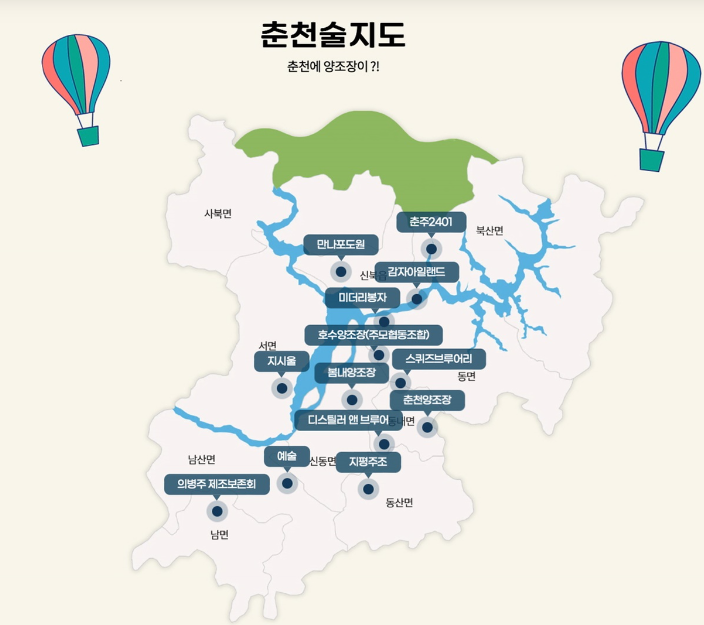 춘천술지도
춘천에 양조장이 ?!
사북면
춘주2401
북산면
만나포도원
신북읍
감자아일랜드
미더리봉자
호수양조장(주모협동조합)
서면
지시울
스퀴즈브루어리
봄내양조장
동면
춘천양조장
디스틸러 앤 브루어
동내면
예술
신동면
지평주조
남산면
의병주 제조보존회
동산면
남면